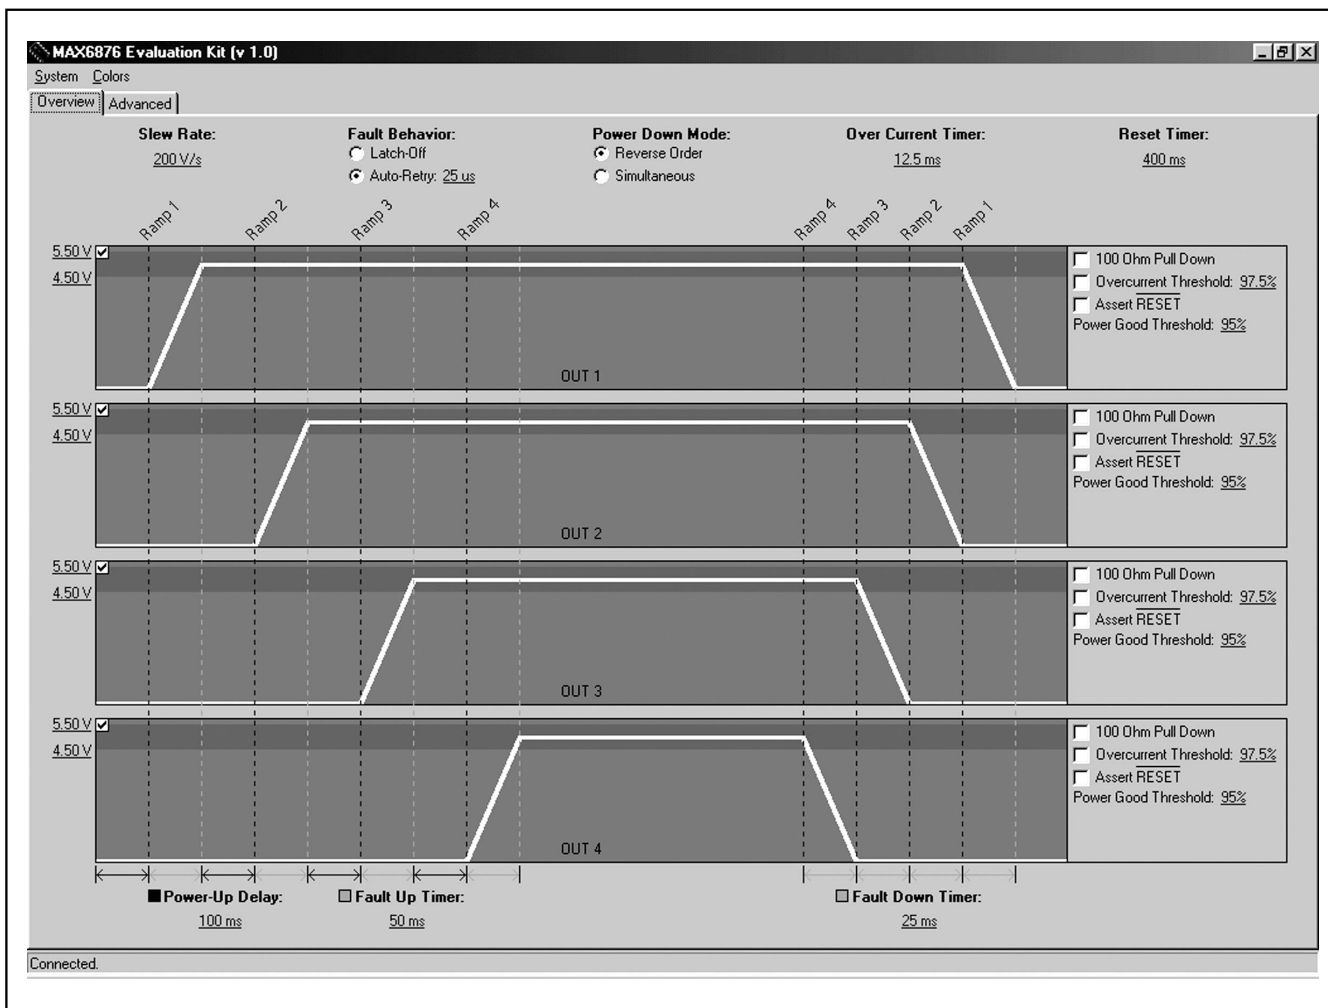 MAX6876 Evaluation Kit (v 1.0)
System Colors
Overview Advanced
Slew Rate: Fault Behavior: Power Down Mode: Over Current Timer: Reset Timer:
200 V/s Latch-Off Reverse Order 12.5 ms 400 ms
Auto-Retry: 25 us Simultaneous
Ramp 1 Ramp 2 Ramp 3 Ramp 4 Ramp 4 Ramp 3 Ramp 2 Ramp 1
5.50 V
4.50 V
OUT 1
100 Ohm Pull Down
Overcurrent Threshold: 97.5%
Assert RESET
Power Good Threshold: 95%
5.50 V
4.50 V
OUT 2
100 Ohm Pull Down
Overcurrent Threshold: 97.5%
Assert RESET
Power Good Threshold: 95%
5.50 V
4.50 V
OUT 3
100 Ohm Pull Down
Overcurrent Threshold: 97.5%
Assert RESET
Power Good Threshold: 95%
5.50 V
4.50 V
OUT 4
100 Ohm Pull Down
Overcurrent Threshold: 97.5%
Assert RESET
Power Good Threshold: 95%
Power-Up Delay: Fault Up Timer: Fault Down Timer:
100 ms 50 ms 25 ms
Connected.